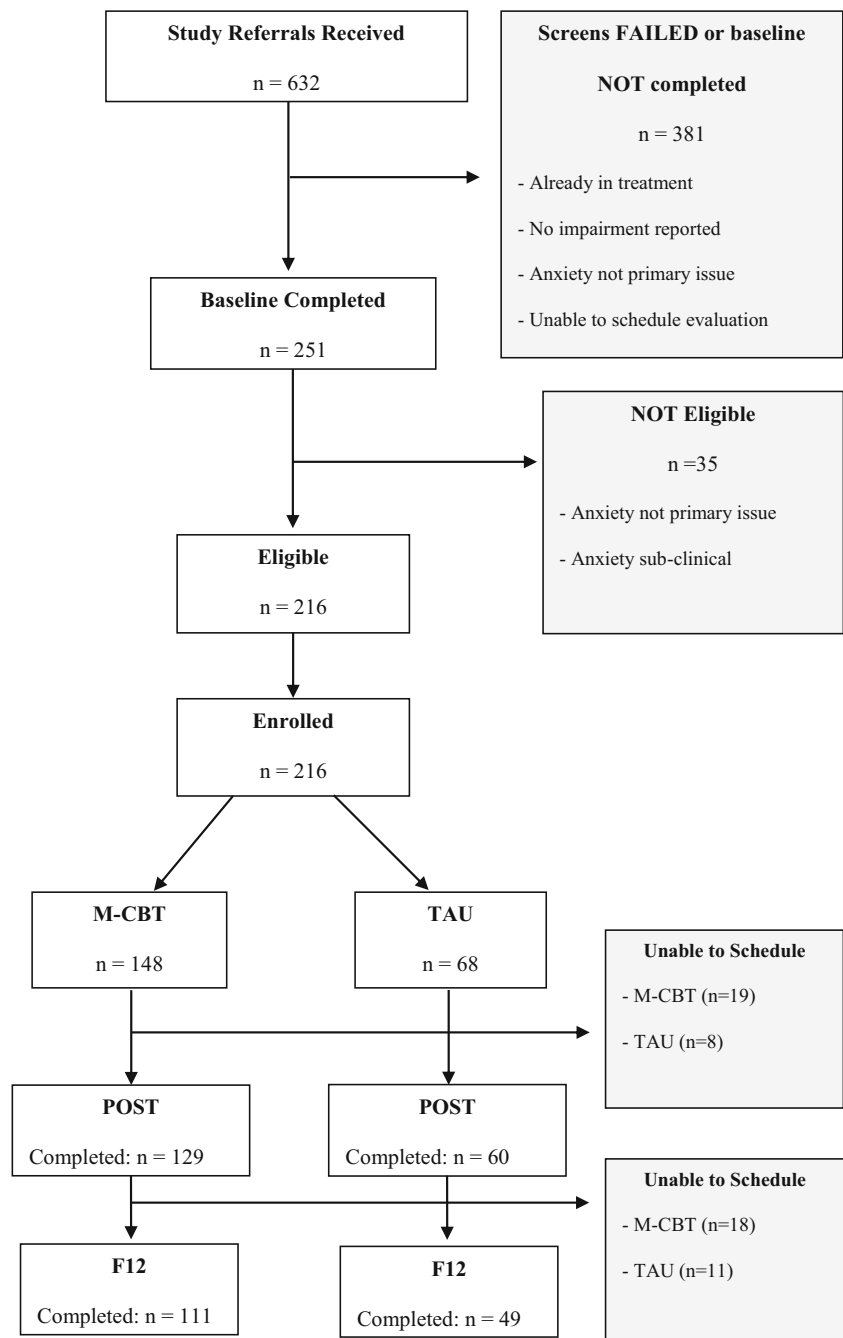 Study Referrals Received
n = 632
Screens FAILED or baseline
NOT completed
n = 381
- Already in treatment
- No impairment reported
- Anxiety not primary issue
- Unable to schedule evaluation
Baseline Completed
n = 251
NOT Eligible
n =35
- Anxiety not primary issue
- Anxiety sub-clinical
Eligible
n = 216
Enrolled
n = 216
M-CBT
n = 148
TAU
n = 68
Unable to Schedule
- M-CBT (n=19)
- TAU (n=8)
POST
Completed: n = 129
POST
Completed: n = 60
Unable to Schedule
- M-CBT (n=18)
- TAU (n=11)
F12
Completed: n = 111
F12
Completed: n = 49